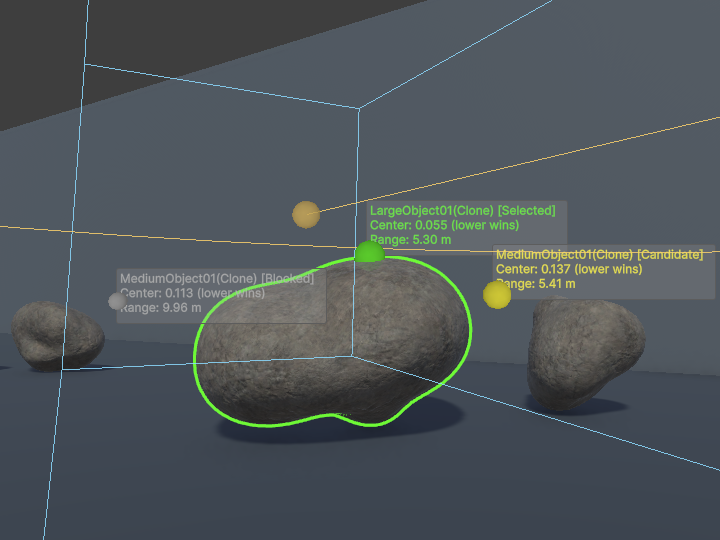 LargeObject01(Clone) [Selected]
Center: 0.055 (lower wins)
Range: 5.30 m
MediumObject01(Clone) [Candidate]
Center: 0.137 (lower wins)
Range: 5.41 m
MediumObject01(Clone) [Blocked]
Center: 0.113 (lower wins)
Range: 9.96 m